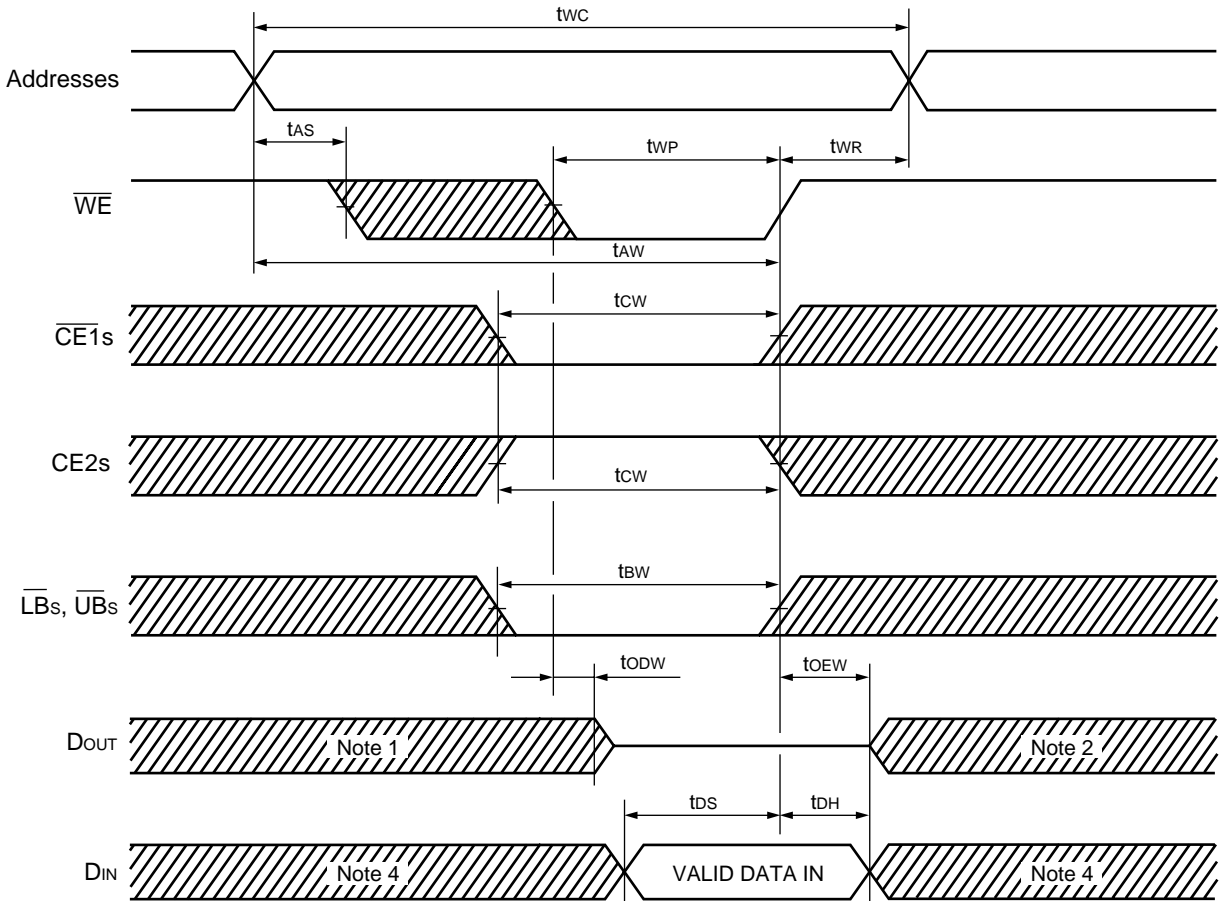 tWC
Addresses
tAS
tWP
tWR
WE
tAW
tCW
CE1s
CE2s
tCW
tBW
LBs, UBs
tODW
tOEW
DOUT
Note 1
Note 2
tDS
tDH
DIN
Note 4
VALID DATA IN
Note 4